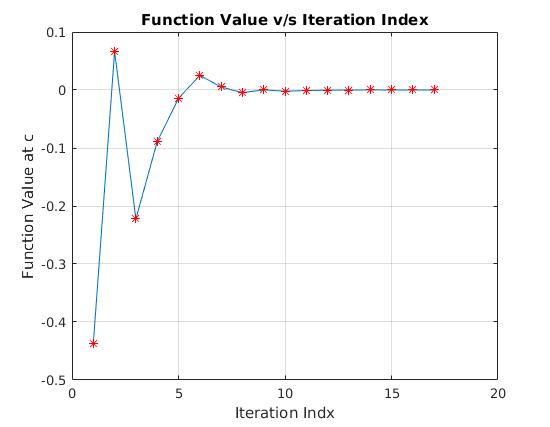 Function Value v/s Iteration Index
0.1
0
-0.1
-0.2
-0.3
-0.4
-0.5
Function Value at c
0 5 10 15 20
Iteration Indx